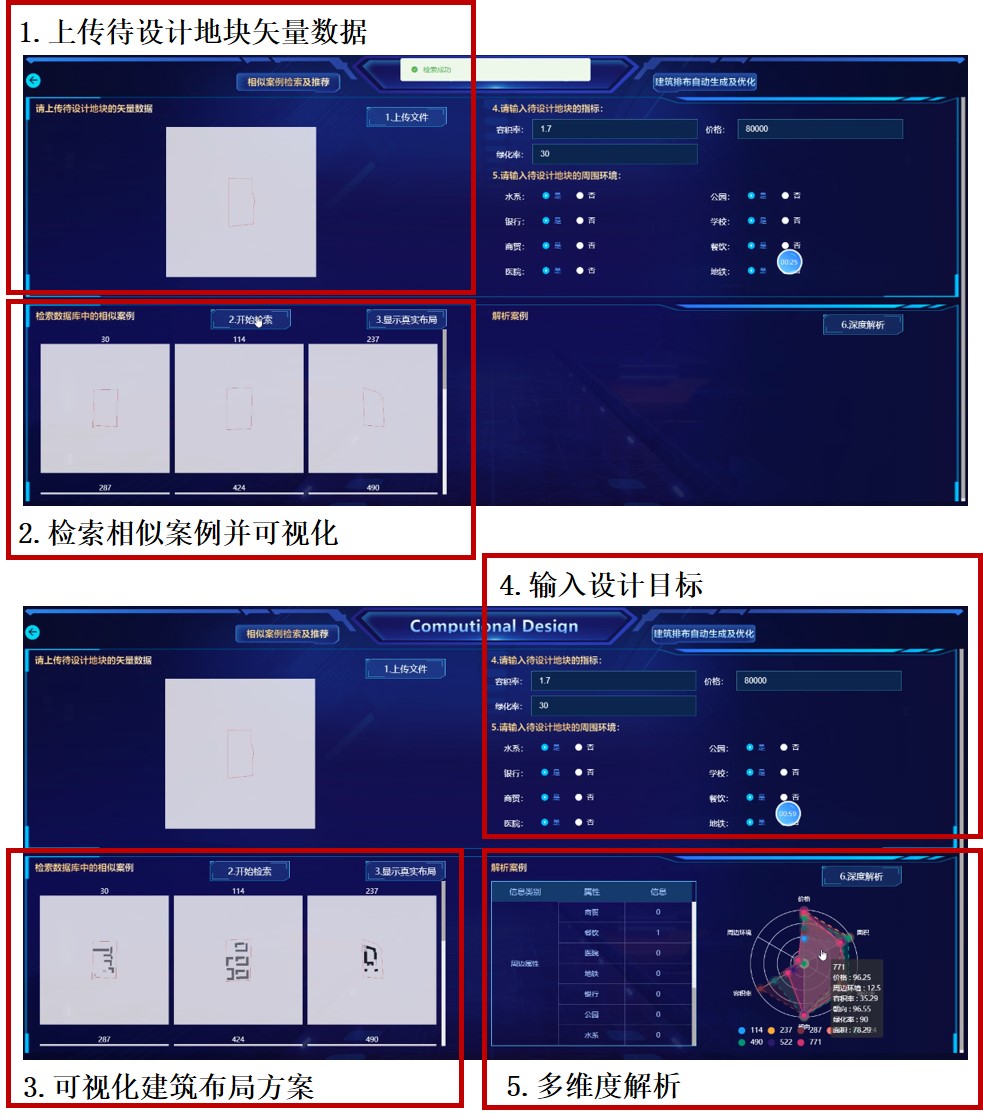 1.上传待设计地块矢量数据
检索成功
相似案例检索及推荐
建筑排布自动生成及优化
请上传待设计地块的矢量数据
1.上传文件
4.请输入待设计地块的指标:
容积率: 1.7 价格: 80000
绿化率: 30
5.请输入待设计地块的周围环境:
水系: 是 否 公园: 是 否
银行: 是 否 学校: 是 否
商贸: 是 否 餐饮: 是 否
医院: 是 否 地铁: 是
00:25
检索数据库中的相似案例
2.开始检索
3.显示真实布局
30 114 237
287 424 490
解析案例
6.深度解析
2.检索相似案例并可视化
4.输入设计目标
Computional Design
相似案例检索及推荐
建筑排布自动生成及优化
请上传待设计地块的矢量数据
1.上传文件
4.请输入待设计地块的指标:
容积率: 1.7 价格: 80000
绿化率: 30
5.请输入待设计地块的周围环境:
水系: 是 否 公园: 是 否
银行: 是 否 学校: 是 否
商贸: 是 否 餐饮: 是 否
医院: 是 否 地铁: 是
00:59
检索数据库中的相似案例
2.开始检索
3.显示真实布局
30 114 237
287 424 490
解析案例
6.深度解析
信息类别 属性 信息
周边属性
商贸 0
餐饮 1
医院 0
地铁 0
银行 0
公园 0
水系 0
价格
周边环境
面积
容积率
771
价格 : 96.25
周边环境 : 12.5
容积率 : 35.29
朝向 : 96.55
绿化率 : 90
面积 : 78.29
114 237 287
490 522 771
3.可视化建筑布局方案
5.多维度解析